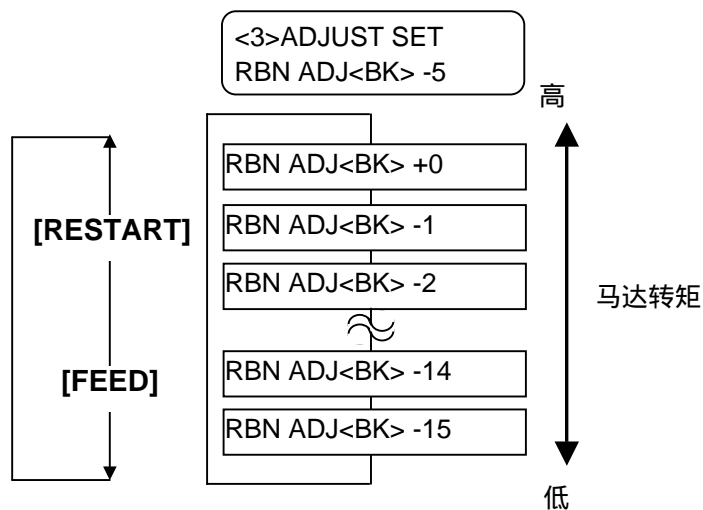 <3>ADJUST SET
RBN ADJ<BK> -5
高
RBN ADJ<BK> +0
[RESTART]
RBN ADJ<BK> -1
RBN ADJ<BK> -2
马达转矩
[FEED]
RBN ADJ<BK> -14
RBN ADJ<BK> -15
低